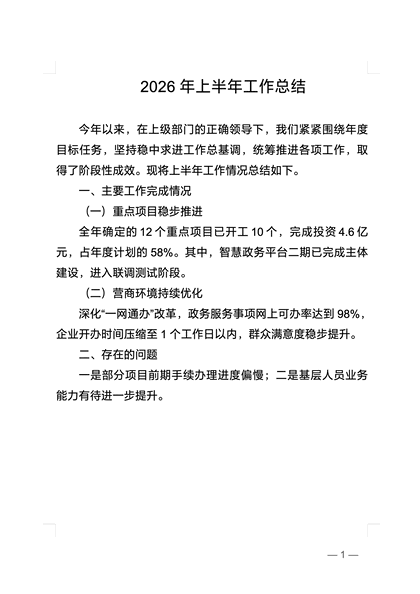 2026 年上半年工作总结
今年以来，在上级部门的正确领导下，我们紧紧围绕年度
目标任务，坚持稳中求进工作总基调，统筹推进各项工作，取
得了阶段性成效。现将上半年工作情况总结如下。
一、主要工作完成情况
（一）重点项目稳步推进
全年确定的 12 个重点项目已开工 10 个，完成投资 4.6 亿
元，占年度计划的 58%。其中，智慧政务平台二期已完成主体
建设，进入联调测试阶段。
（二）营商环境持续优化
深化“一网通办”改革，政务服务事项网上可办率达到 98%，
企业开办时间压缩至 1 个工作日以内，群众满意度稳步提升。
二、存在的问题
一是部分项目前期手续办理进度偏慢；二是基层人员业务
能力有待进一步提升。
— 1 —